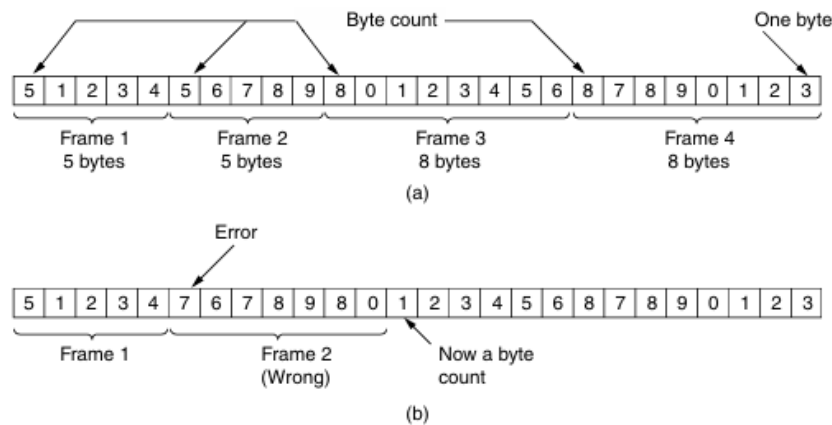 Byte count
One byte
5 1 2 3 4 5 6 7 8 9 8 0 1 2 3 4 5 6 8 7 8 9 0 1 2 3
Frame 1 Frame 2 Frame 3 Frame 4
5 bytes 5 bytes 8 bytes 8 bytes
(a)
Error
5 1 2 3 4 7 6 7 8 9 8 0 1 2 3 4 5 6 8 7 8 9 0 1 2 3
Frame 1 Frame 2 Now a byte
(Wrong) count
(b)